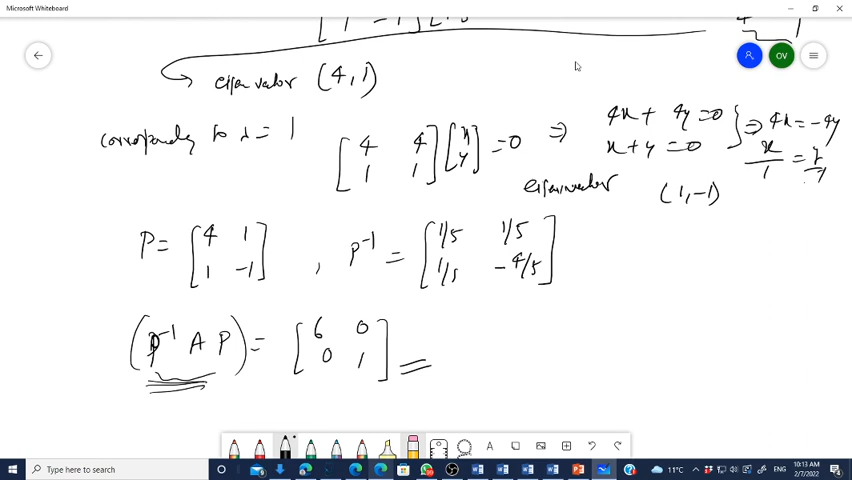 Microsoft Whiteboard
OV
eigenvector (4,1)
corresponding to λ = 1 [4 4; 1 1] [x; y] = 0 ⇒ 4x + 4y = 0, x + y = 0 } ⇒ 4x = -4y
x/1 = y/-1
eigenvector (1,-1)
P = [4 1; 1 -1] , P⁻¹ = [1/5 1/5; 1/5 -4/5]
(P⁻¹ A P) = [6 0; 0 1]
Type here to search
11°C
ENG
10:13 AM
2/7/2022